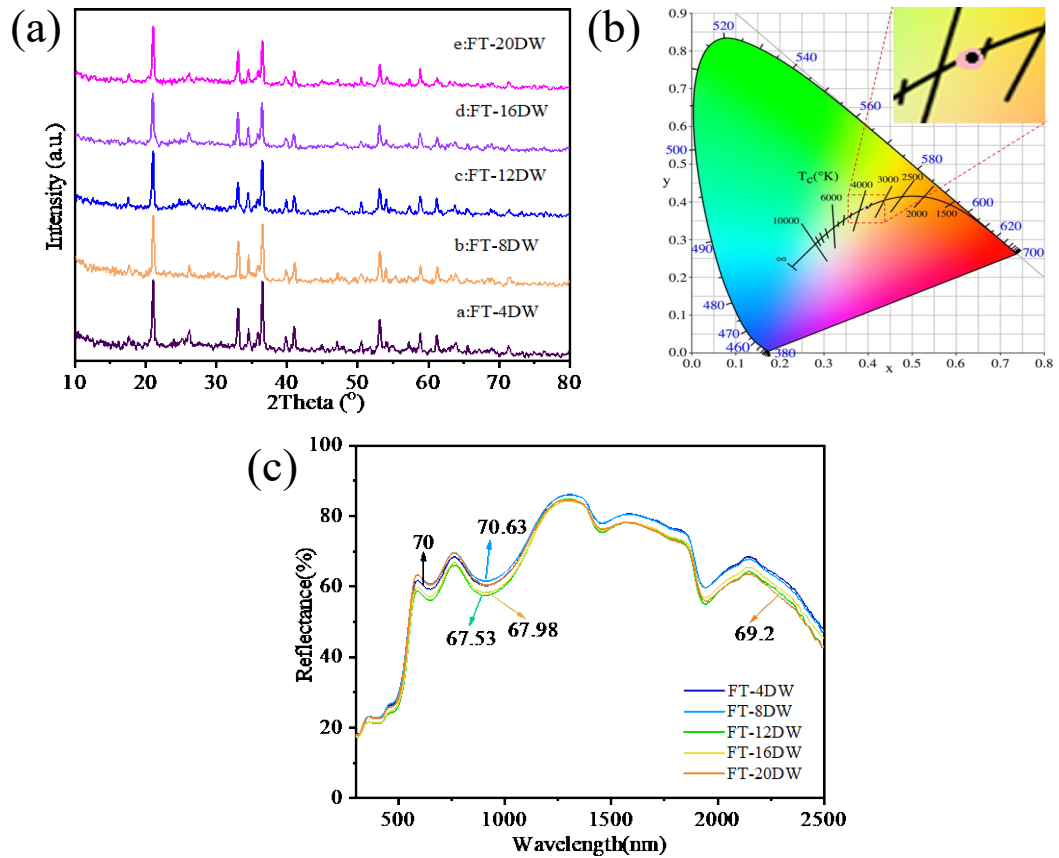 (a)
e:FT-20DW
d:FT-16DW
c:FT-12DW
b:FT-8DW
a:FT-4DW
Intensity (a.u.)
10 20 30 40 50 60 70 80
2Theta (°)
(b)
0.9
0.8
0.7
0.6
0.5
y
0.4
0.3
0.2
0.1
0.0
520
540
560
500
580
T_C(°K)
4000
3000
2500
6000
600
10000
2000
1500
620
490
∞
700
480
470
460
380
0.0 0.1 0.2 0.3 0.4 0.5 0.6 0.7 0.8
x
(c)
100
80
60
40
20
0
Reflectance(%)
70
70.63
67.53
67.98
69.2
FT-4DW
FT-8DW
FT-12DW
FT-16DW
FT-20DW
500 1000 1500 2000 2500
Wavelength(nm)